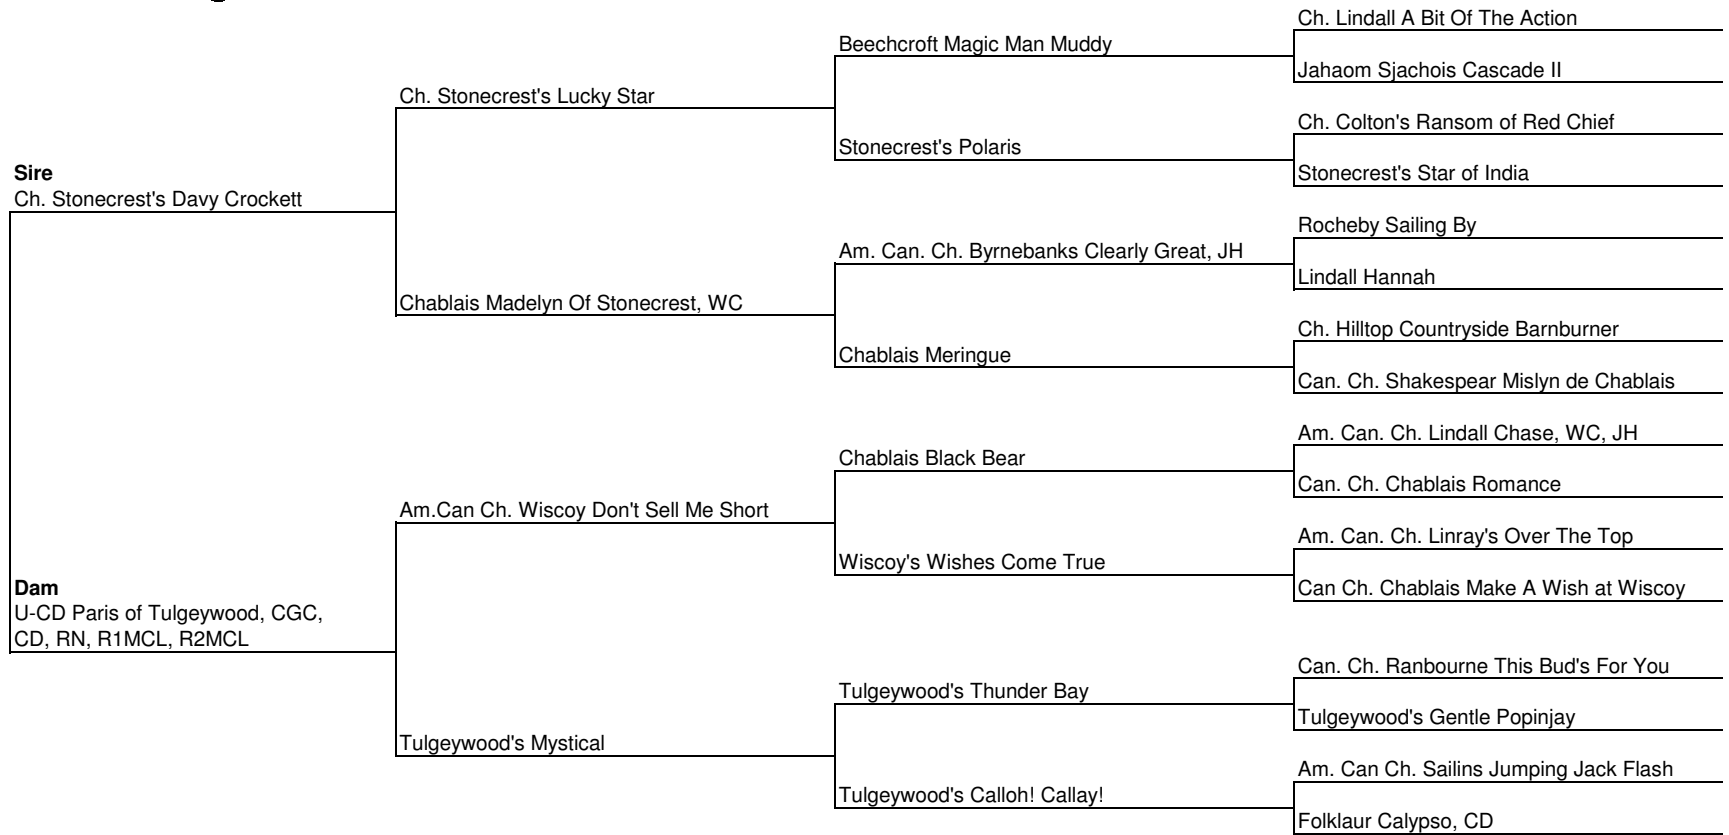 Ch. Lindall A Bit Of The Action
Beechcroft Magic Man Muddy
Jahaom Sjachois Cascade II
Ch. Stonecrest's Lucky Star
Ch. Colton's Ransom of Red Chief
Stonecrest's Polaris
Sire
Stonecrest's Star of India
Ch. Stonecrest's Davy Crockett
Rocheby Sailing By
Am. Can. Ch. Byrnebanks Clearly Great, JH
Lindall Hannah
Chablais Madelyn Of Stonecrest, WC
Ch. Hilltop Countryside Barnburner
Chablais Meringue
Can. Ch. Shakespear Mislyn de Chablais
Am. Can. Ch. Lindall Chase, WC, JH
Chablais Black Bear
Can. Ch. Chablais Romance
Am.Can Ch. Wiscoy Don't Sell Me Short
Am. Can. Ch. Linray's Over The Top
Wiscoy's Wishes Come True
Dam
Can Ch. Chablais Make A Wish at Wiscoy
U-CD Paris of Tulgeywood, CGC,
CD, RN, R1MCL, R2MCL
Can. Ch. Ranbourne This Bud's For You
Tulgeywood's Thunder Bay
Tulgeywood's Gentle Popinjay
Tulgeywood's Mystical
Am. Can Ch. Sailins Jumping Jack Flash
Tulgeywood's Calloh! Callay!
Folklaur Calypso, CD